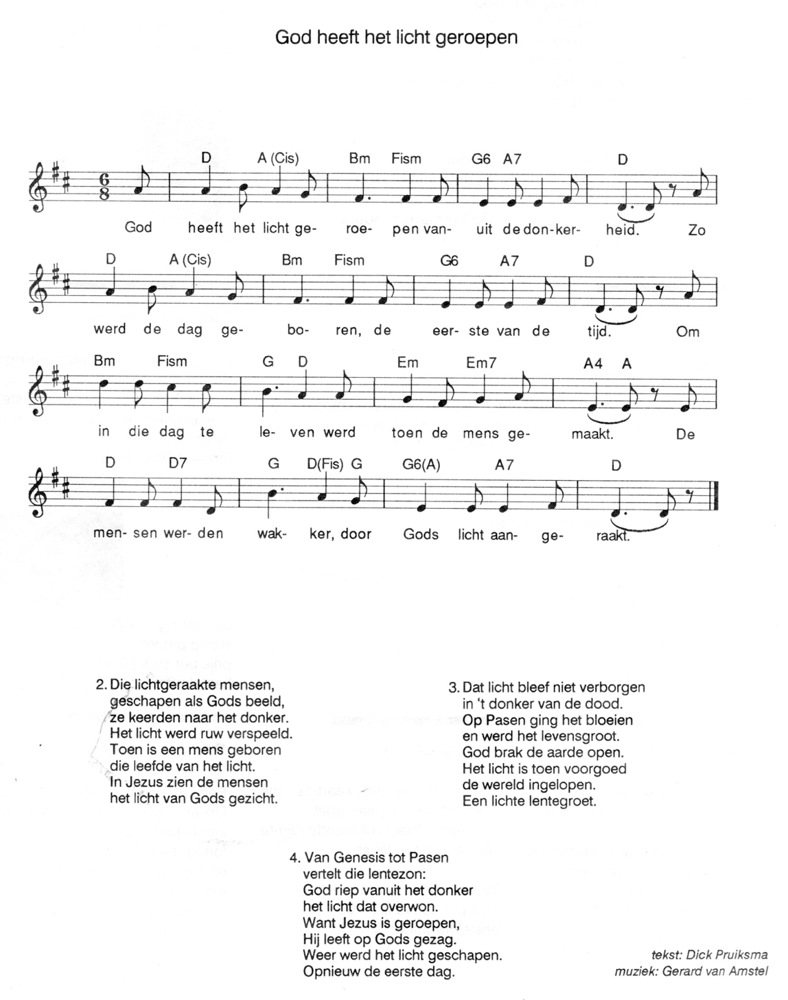 God heeft het licht geroepen
D A (Cis) Bm Fism G6 A7 D
6
8
God heeft het licht ge- roe- pen van- uit de don-ker- heid. Zo
D A (Cis) Bm Fism G6 A7 D
werd de dag ge- bo- ren, de eer- ste van de tijd. Om
Bm Fism G D Em Em7 A4 A
in die dag te le- ven werd toen de mens ge- maakt. De
D D7 G D(Fis) G G6(A) A7 D
men- sen wer- den wak- ker, door Gods licht aan- ge- raakt.
2. Die lichtgeraakte mensen,
geschapen als Gods beeld,
ze keerden naar het donker.
Het licht werd ruw verspeeld.
Toen is een mens geboren
die leefde van het licht.
In Jezus zien de mensen
het licht van Gods gezicht.
3. Dat licht bleef niet verborgen
in 't donker van de dood.
Op Pasen ging het bloeien
en werd het levensgroot.
God brak de aarde open.
Het licht is toen voorgoed
de wereld ingelopen.
Een lichte lentegroet.
4. Van Genesis tot Pasen
vertelt die lentezon:
God riep vanuit het donker
het licht dat overwon.
Want Jezus is geroepen,
Hij leeft op Gods gezag.
Weer werd het licht geschapen.
Opnieuw de eerste dag.
tekst: Dick Pruiksma
muziek: Gerard van Amstel